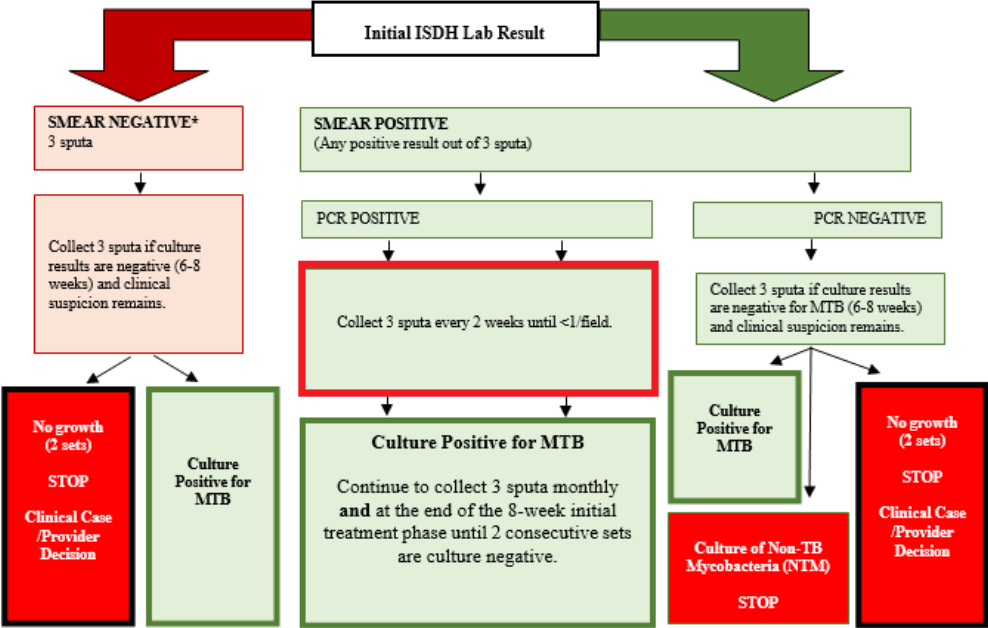 Initial ISDH Lab Result
SMEAR NEGATIVE*
3 sputa
SMEAR POSITIVE
(Any positive result out of 3 sputa)
PCR POSITIVE
PCR NEGATIVE
Collect 3 sputa if culture
results are negative (6-8
weeks) and clinical
suspicion remains.
Collect 3 sputa every 2 weeks until <1/field.
Collect 3 sputa if culture results
are negative for MTB (6-8 weeks)
and clinical suspicion remains.
No growth
(2 sets)
STOP
Clinical Case
/Provider
Decision
Culture
Positive for
MTB
Culture Positive for MTB
Continue to collect 3 sputa monthly
and at the end of the 8-week initial
treatment phase until 2 consecutive sets
are culture negative.
Culture
Positive for
MTB
Culture of Non-TB
Mycobacteria (NTM)
STOP
No growth
(2 sets)
STOP
Clinical Case
/Provider
Decision